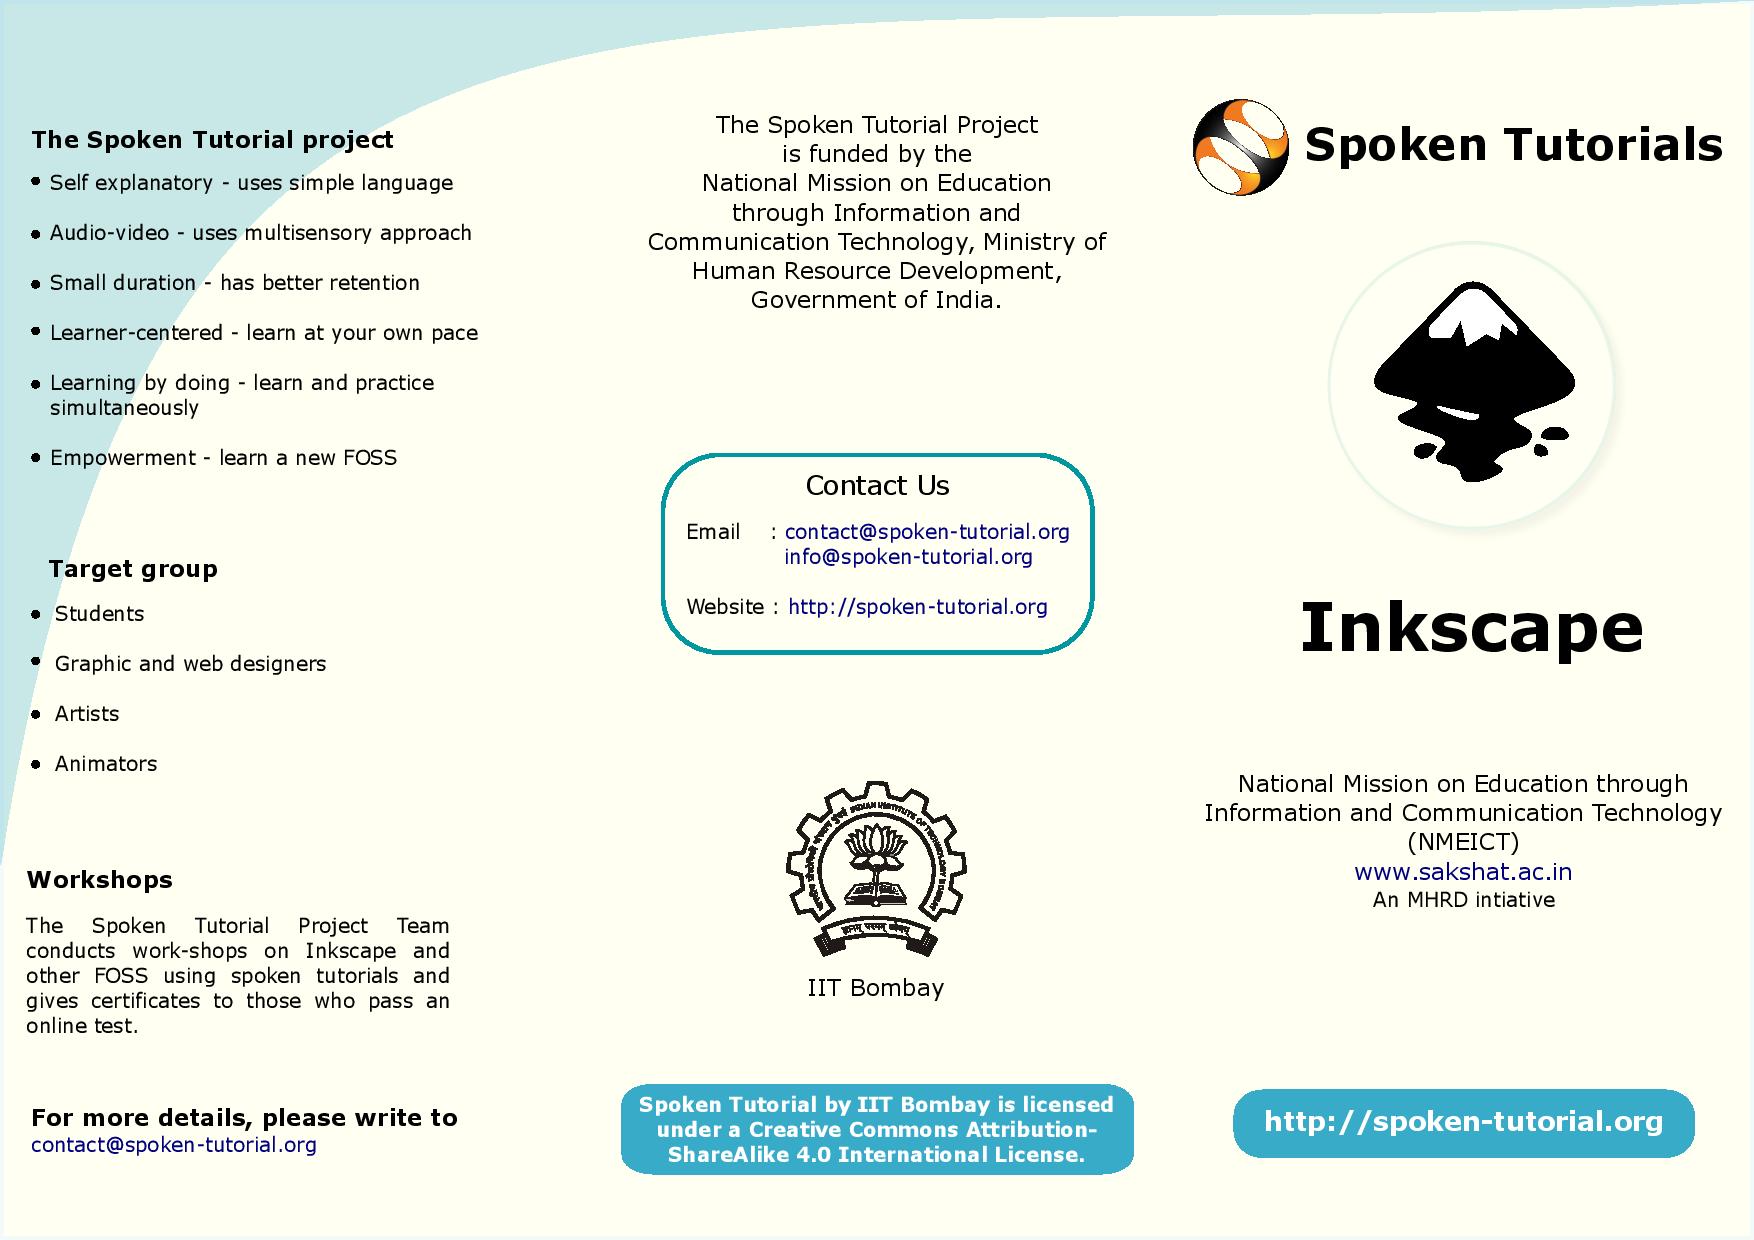 The Spoken Tutorial project
Self explanatory - uses simple language
Audio-video - uses multisensory approach
Small duration - has better retention
Learner-centered - learn at your own pace
Learning by doing - learn and practice
simultaneously
Empowerment - learn a new FOSS
Target group
Students
Graphic and web designers
Artists
Animators
Workshops
The Spoken Tutorial Project Team
conducts work-shops on Inkscape and
other FOSS using spoken tutorials and
gives certificates to those who pass an
online test.
For more details, please write to
contact@spoken-tutorial.org
The Spoken Tutorial Project
is funded by the
National Mission on Education
through Information and
Communication Technology, Ministry of
Human Resource Development,
Government of India.
Contact Us
Email : contact@spoken-tutorial.org
info@spoken-tutorial.org
Website : http://spoken-tutorial.org
INDIAN INSTITUTE OF TECHNOLOGY BOMBAY
IIT Bombay
Spoken Tutorial by IIT Bombay is licensed
under a Creative Commons Attribution-
ShareAlike 4.0 International License.
Spoken Tutorials
Inkscape
National Mission on Education through
Information and Communication Technology
(NMEICT)
www.sakshat.ac.in
An MHRD intiative
http://spoken-tutorial.org